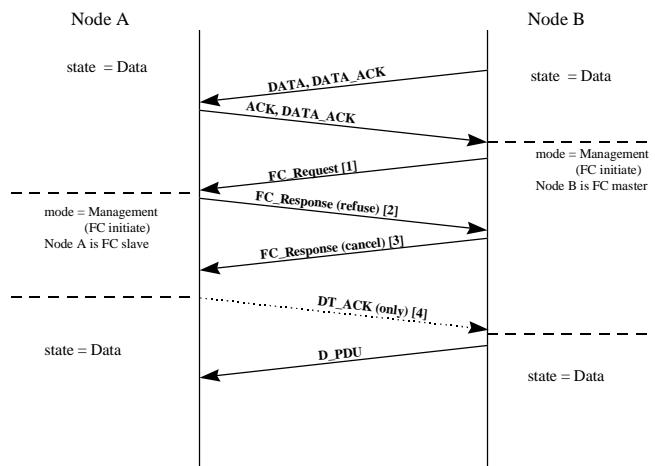 Node A
Node B
state = Data
state = Data
DATA, DATA_ACK
ACK, DATA_ACK
mode = Management
(FC initiate)
Node B is FC master
FC_Request [1]
FC_Response (refuse) [2]
mode = Management
(FC initiate)
Node A is FC slave
FC_Response (cancel) [3]
DT_ACK (only) [4]
state = Data
D_PDU
state = Data